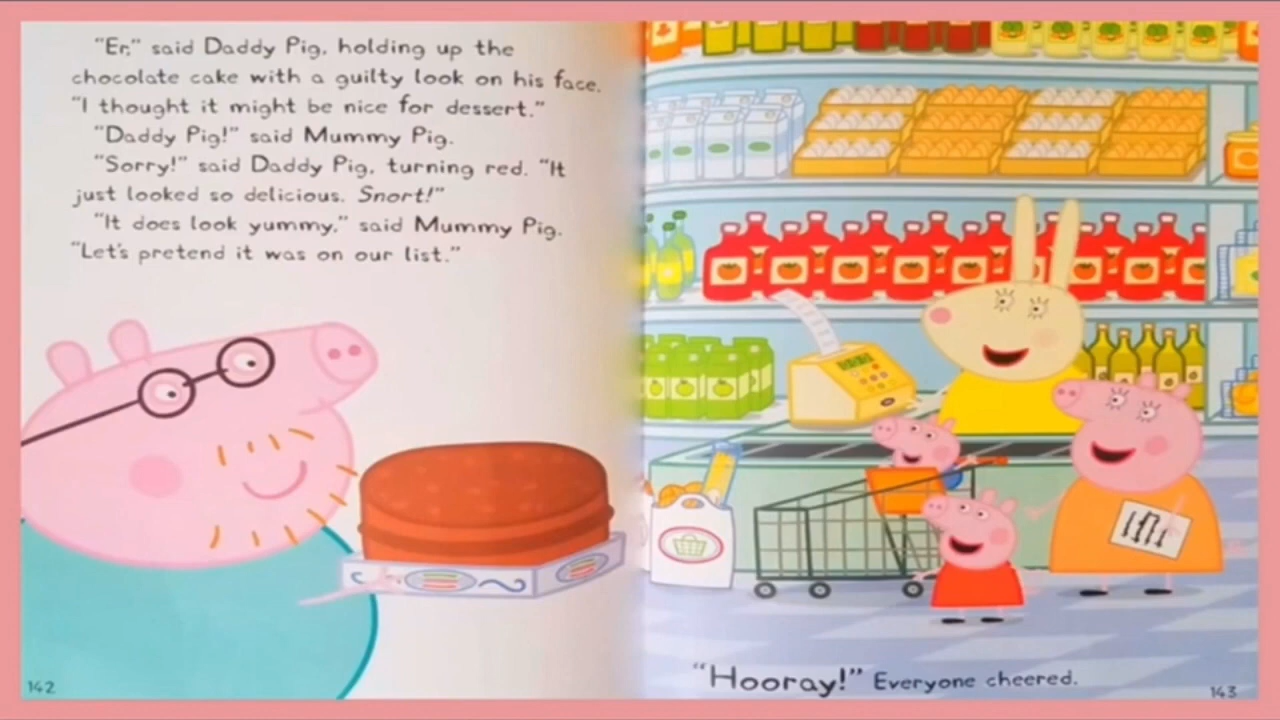 “Er,” said Daddy Pig, holding up the
chocolate cake with a guilty look on his face.
“I thought it might be nice for dessert.”
“Daddy Pig!” said Mummy Pig.
“Sorry!” said Daddy Pig, turning red. “It
just looked so delicious. Snort!”
“It does look yummy,” said Mummy Pig.
“Let’s pretend it was on our list.”
142
“Hooray!” Everyone cheered.
143